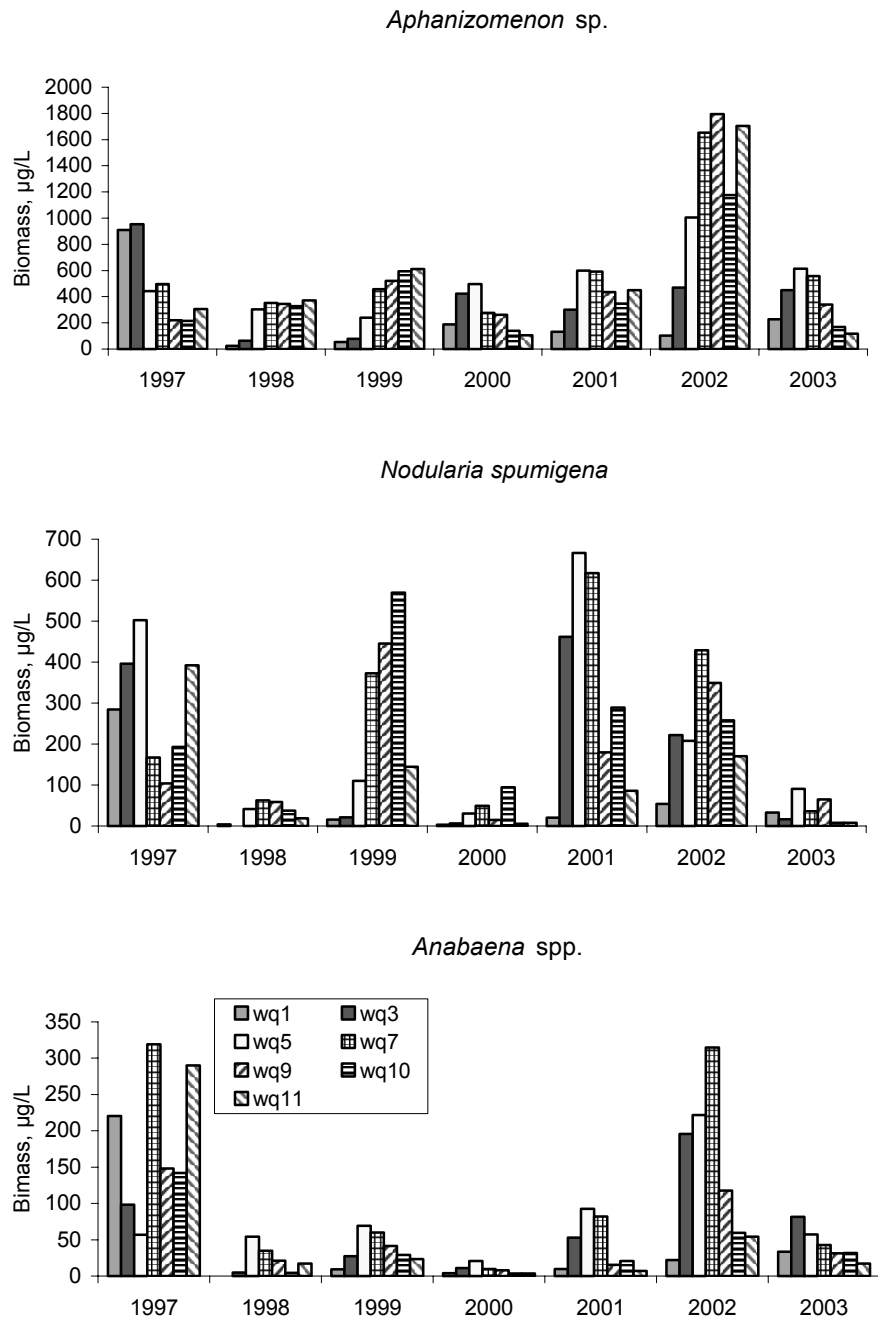 Aphanizomenon sp.
Biomass, µg/L
2000
1800
1600
1400
1200
1000
800
600
400
200
0
1997 1998 1999 2000 2001 2002 2003
Nodularia spumigena
Biomass, µg/L
700
600
500
400
300
200
100
0
1997 1998 1999 2000 2001 2002 2003
Anabaena spp.
Bimass, µg/L
350
300
250
200
150
100
50
0
wq1 wq3
wq5 wq7
wq9 wq10
wq11
1997 1998 1999 2000 2001 2002 2003